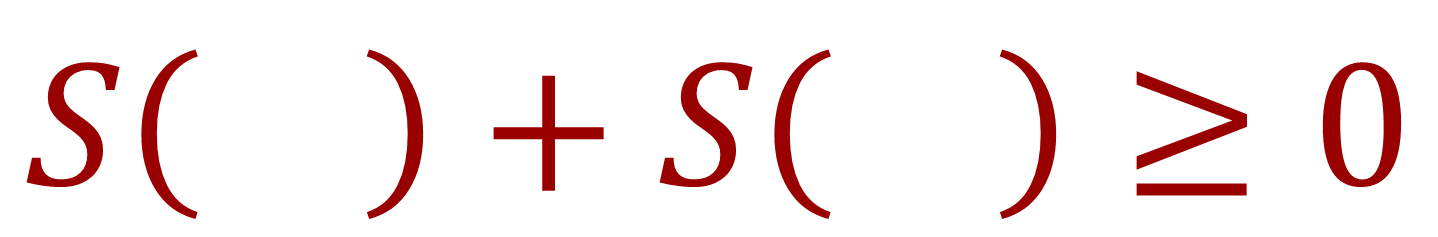 S(  ) + S(  ) ≥ 0